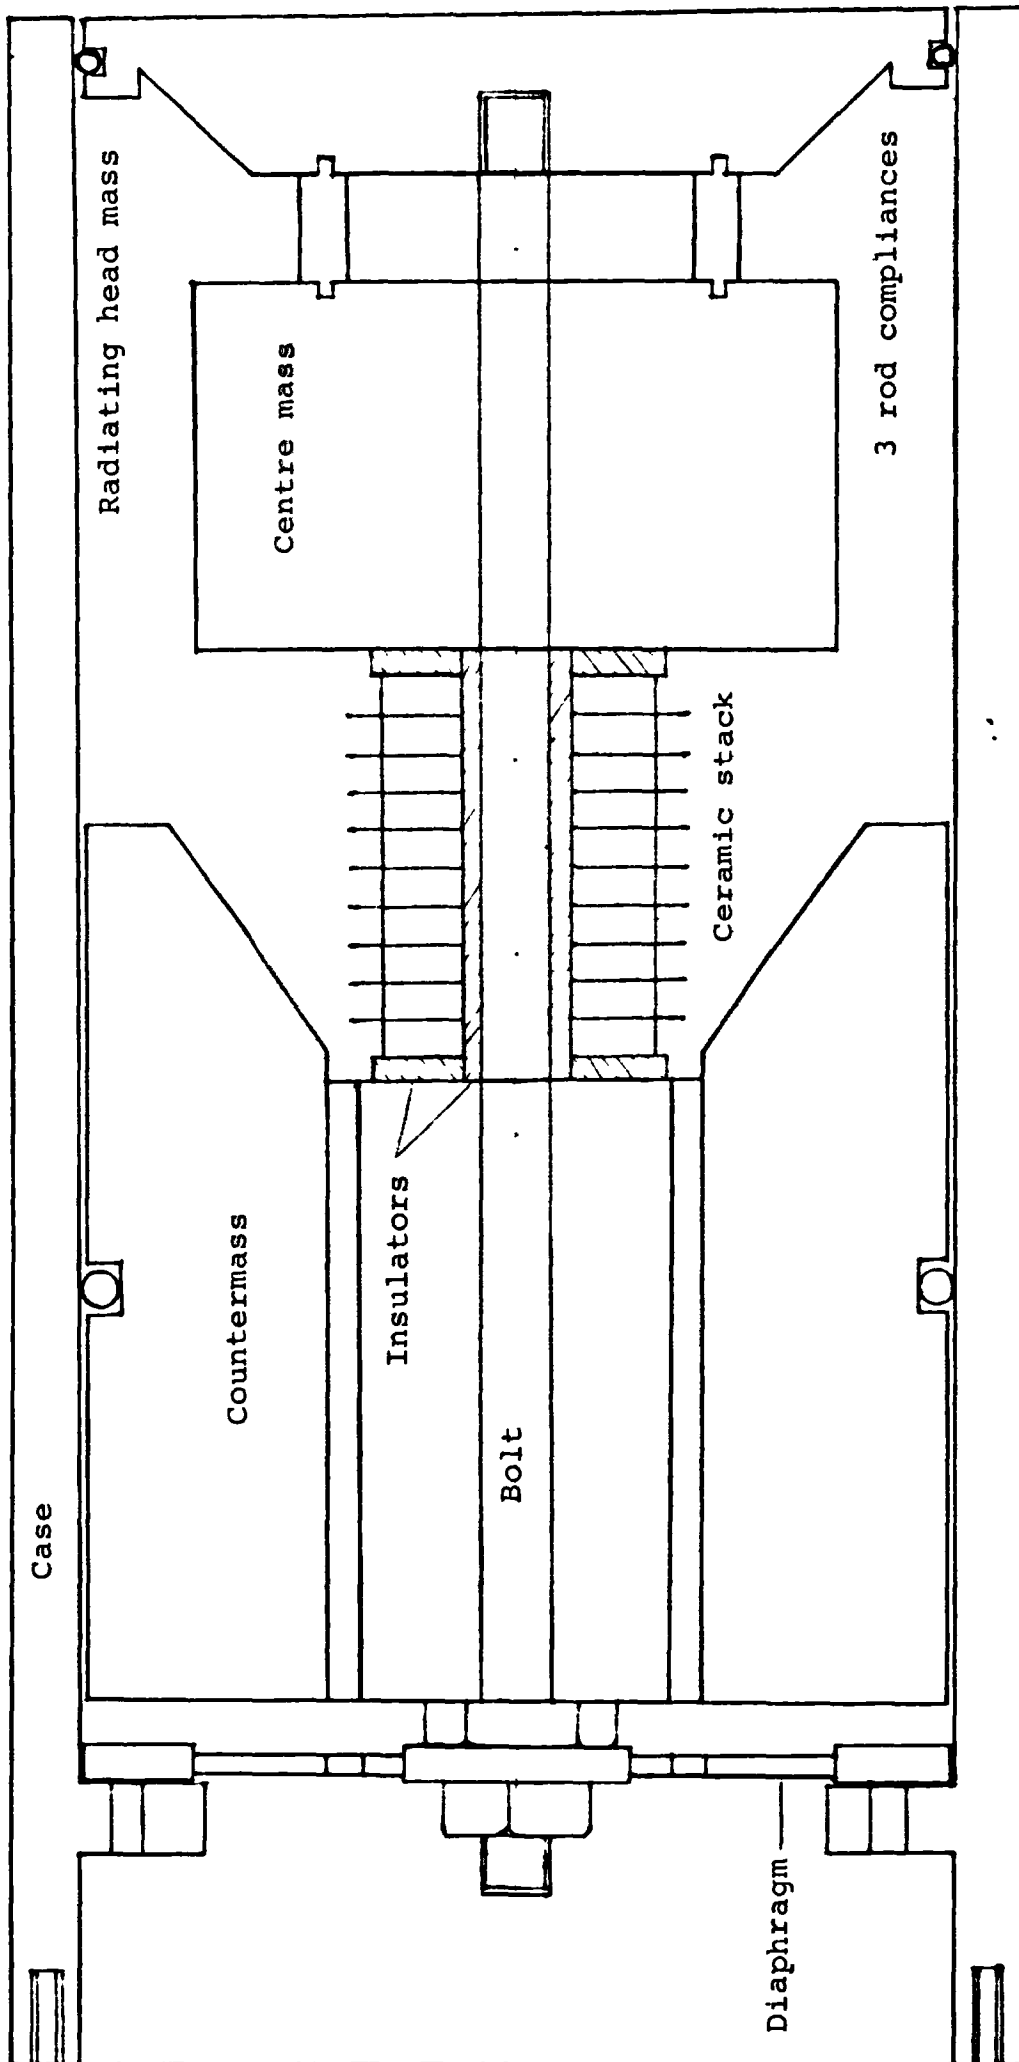 Radiating head mass
3 rod compliances
Centre mass
Ceramic stack
Insulators
Countermass
Bolt
Case
Diaphragm